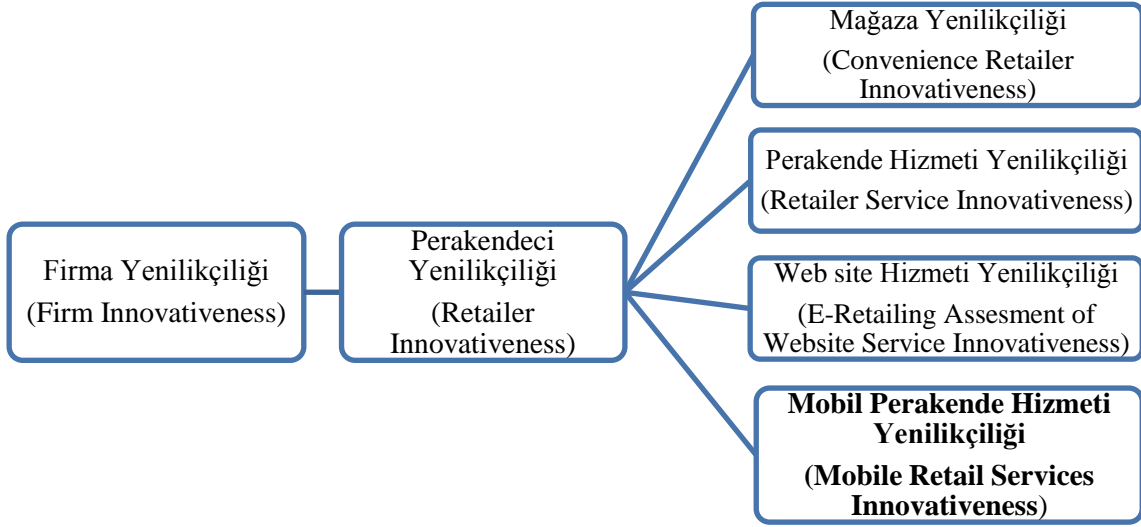 Firma Yenilikçiliği
(Firm Innovativeness)
Perakendeci
Yenilikçiliği
(Retailer
Innovativeness)
Mağaza Yenilikçiliği
(Convenience Retailer
Innovativeness)
Perakende Hizmeti Yenilikçiliği
(Retailer Service Innovativeness)
Web site Hizmeti Yenilikçiliği
(E-Retailing Assesment of
Website Service Innovativeness)
Mobil Perakende Hizmeti
Yenilikçiliği
(Mobile Retail Services
Innovativeness)